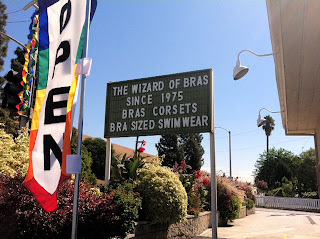 OPEN
THE WIZARD OF BRAS
SINCE 1975
BRAS CORSETS
BRA SIZED SWIMWEAR